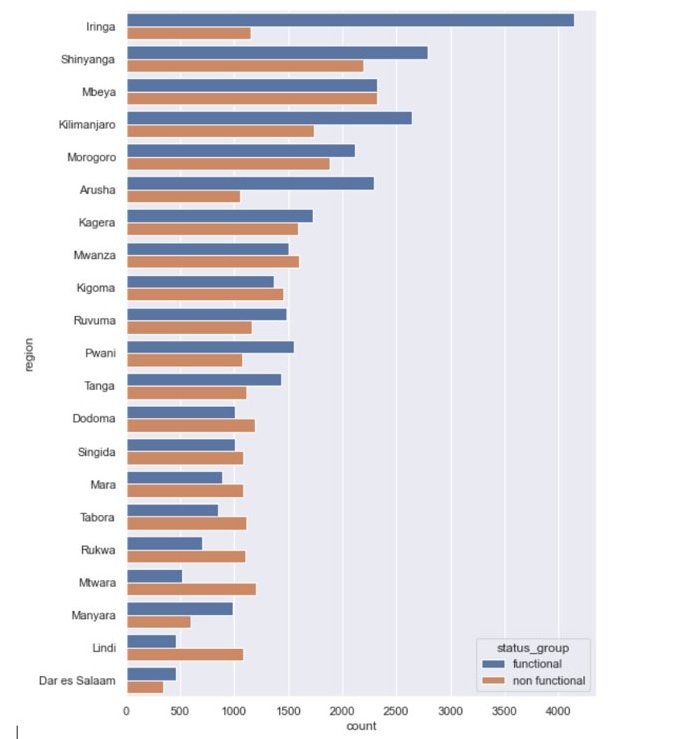 Iringa
Shinyanga
Mbeya
Kilimanjaro
Morogoro
Arusha
Kagera
Mwanza
Kigoma
Ruvuma
region
Pwani
Tanga
Dodoma
Singida
Mara
Tabora
Rukwa
Mtwara
Manyara
Lindi
Dar es Salaam
status_group
functional
non functional
0 500 1000 1500 2000 2500 3000 3500 4000
count